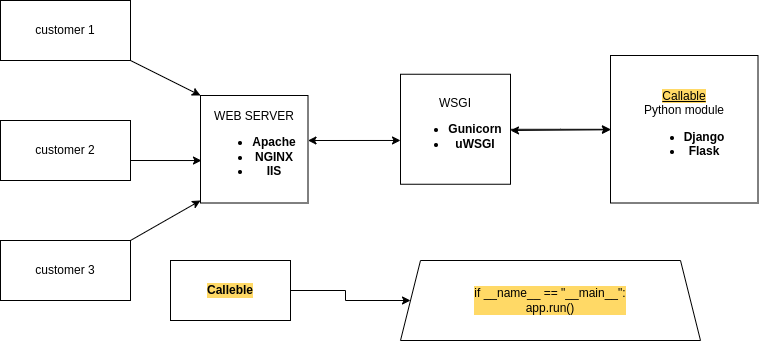 customer 1
customer 2
customer 3
WEB SERVER
Apache
NGINX
IIS
WSGI
Gunicorn
uWSGI
Callable
Python module
Django
Flask
Calleble
if __name__ == "__main__":
app.run()